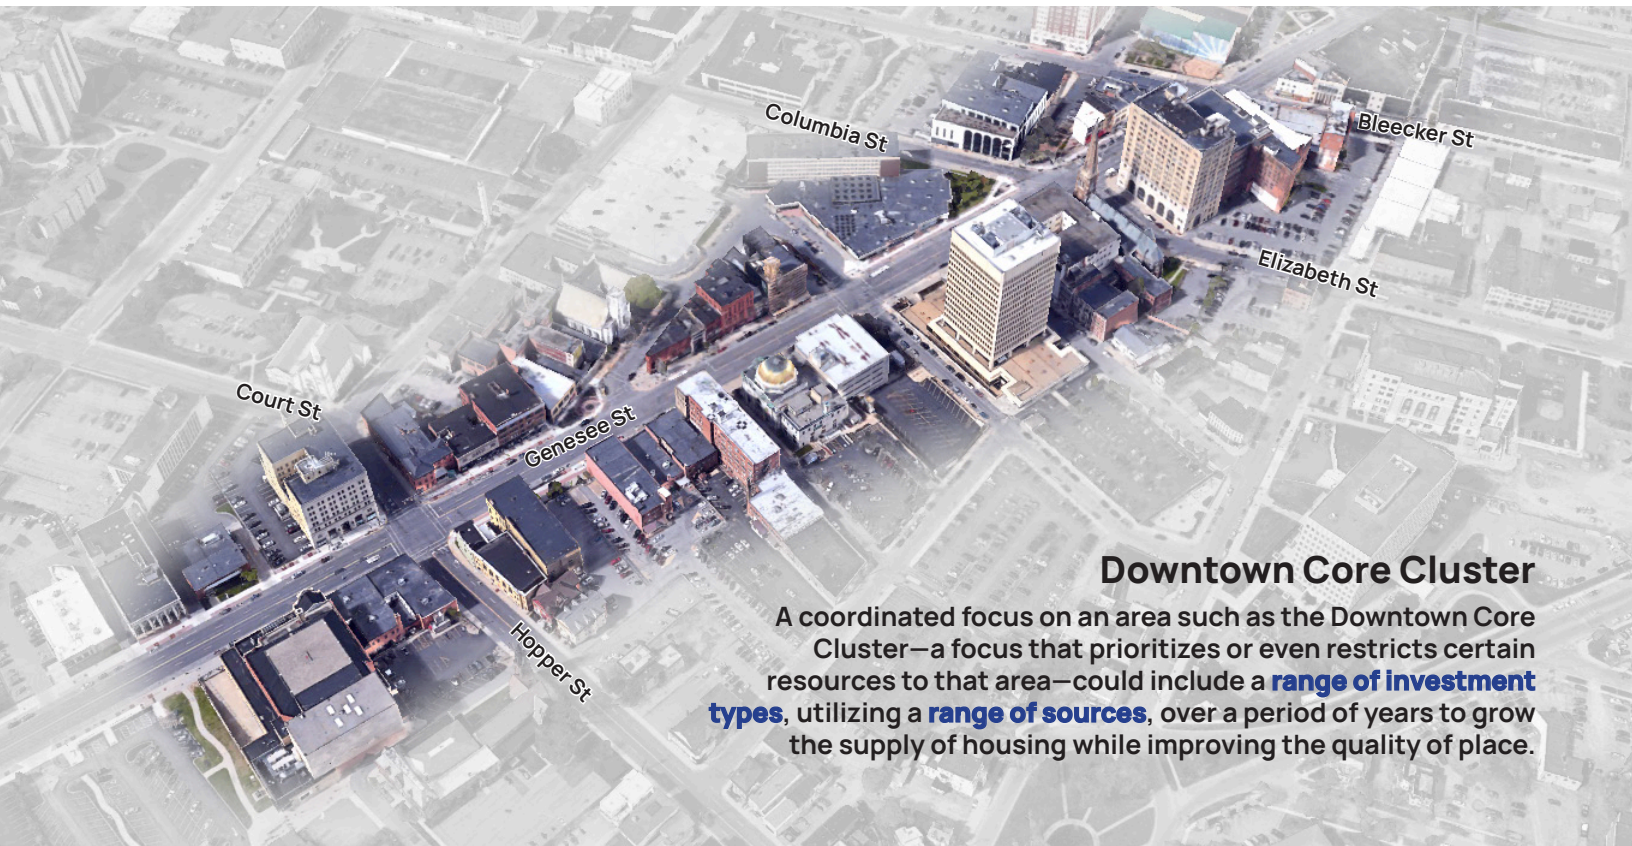 Columbia St
Bleecker St
Elizabeth St
Court St
Genesee St
Hopper St
Downtown Core Cluster
A coordinated focus on an area such as the Downtown Core
Cluster—a focus that prioritizes or even restricts certain
resources to that area—could include a range of investment
types, utilizing a range of sources, over a period of years to grow
the supply of housing while improving the quality of place.